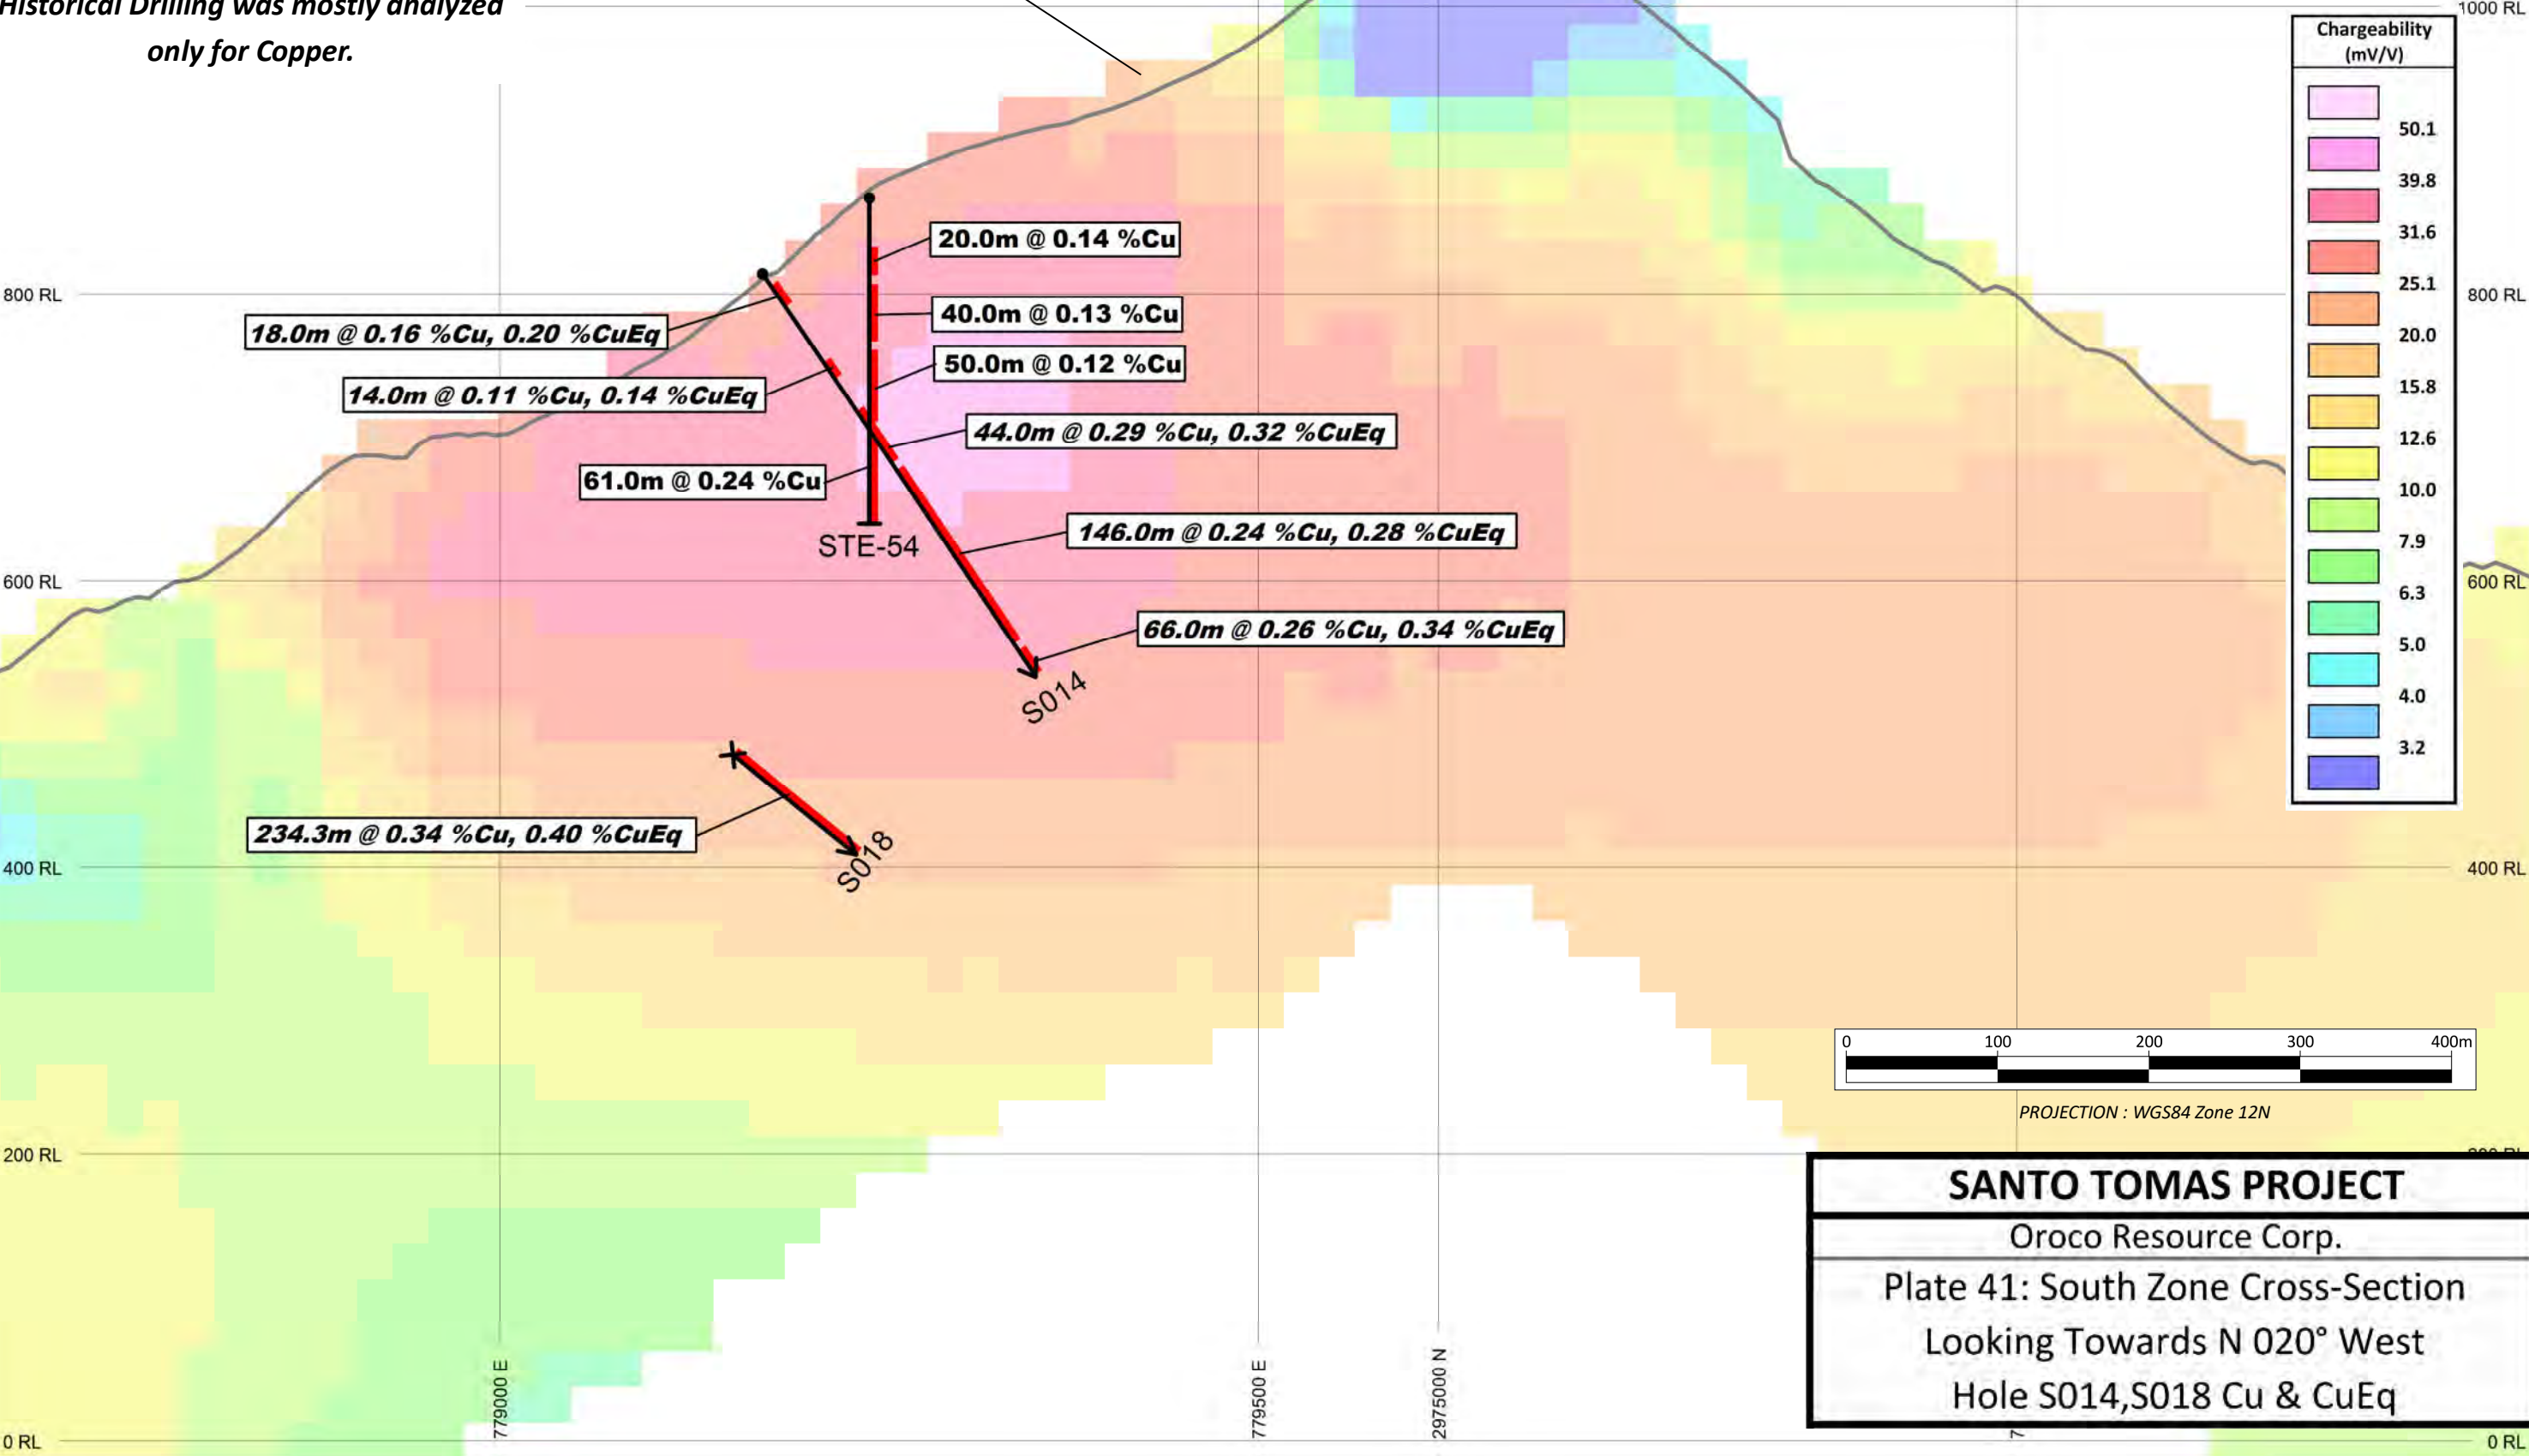 Historical Drilling was mostly analyzed
only for Copper.
1000 RL
Chargeability
(mV/V)
50.1
39.8
31.6
25.1
20.0
15.8
12.6
10.0
7.9
6.3
5.0
4.0
3.2
20.0m @ 0.14 %Cu
800 RL
800 RL
40.0m @ 0.13 %Cu
18.0m @ 0.16 %Cu, 0.20 %CuEq
50.0m @ 0.12 %Cu
14.0m @ 0.11 %Cu, 0.14 %CuEq
44.0m @ 0.29 %Cu, 0.32 %CuEq
61.0m @ 0.24 %Cu
146.0m @ 0.24 %Cu, 0.28 %CuEq
STE-54
600 RL
600 RL
66.0m @ 0.26 %Cu, 0.34 %CuEq
S014
234.3m @ 0.34 %Cu, 0.40 %CuEq
S018
400 RL
400 RL
0 100 200 300 400m
PROJECTION : WGS84 Zone 12N
200 RL
SANTO TOMAS PROJECT
Oroco Resource Corp.
Plate 41: South Zone Cross-Section
Looking Towards N 020° West
Hole S014,S018 Cu & CuEq
779000 E
779500 E
2975000 N
0 RL
0 RL